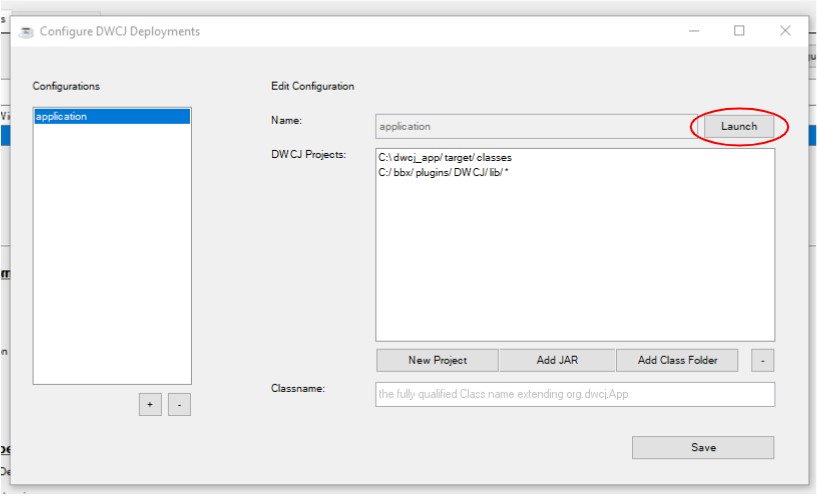 Configure DWCJ Deployments
Configurations
application
Edit Configuration
Name:
application
Launch
DWCJ Projects:
C:\dwcj_app/target/classes
C:/bbx/plugins/DWCJ/lib/*
New Project
Add JAR
Add Class Folder
-
+
-
Classname:
the fully qualified Class name extending org.dwcj.App
Save